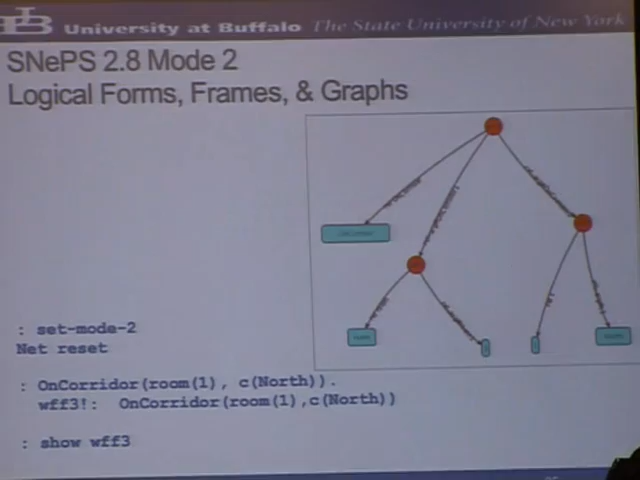 University at Buffalo The State University of New York
SNePS 2.8 Mode 2
Logical Forms, Frames, & Graphs
: set-mode-2
Net reset
: OnCorridor(room(1), c(North)).
wff3!: OnCorridor(room(1),c(North))
: show wff3